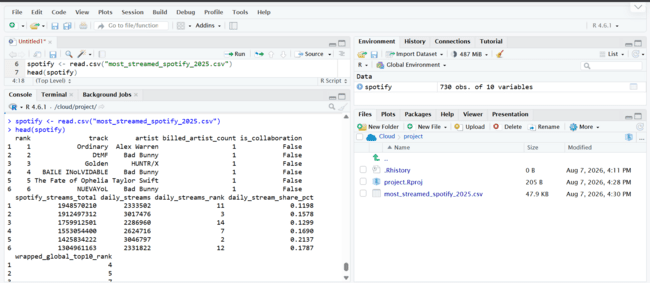 File Edit Code View Plots Session Build Debug Profile Tools Help
Go to file/function Addins R 4.6.1
Untitled1* ×
Run Source
6 spotify <- read.csv("most_streamed_spotify_2025.csv")
7 head(spotify)
4:18 (Top Level) R Script
Console Terminal × Background Jobs ×
R 4.6.1 · /cloud/project/
> spotify <- read.csv("most_streamed_spotify_2025.csv")
> head(spotify)
rank track artist billed_artist_count is_collaboration
1 1 Ordinary Alex Warren 1 False
2 2 DtMF Bad Bunny 1 False
3 3 Golden HUNTR/X 1 False
4 4 BAILE INoLVIDABLE Bad Bunny 1 False
5 5 The Fate of Ophelia Taylor Swift 1 False
6 6 NUEVAYoL Bad Bunny 1 False
spotify_streams_total daily_streams daily_streams_rank daily_stream_share_pct
1 1948570210 2333502 11 0.1198
2 1912497312 3017476 3 0.1578
3 1759912501 2286960 14 0.1299
4 1553054400 2624716 7 0.1690
5 1425834222 3046797 2 0.2137
6 1304961163 2331822 12 0.1787
wrapped_global_top10_rank
1 4
2 5
Environment History Connections Tutorial
Import Dataset 487 MiB List
R Global Environment
Data
spotify 730 obs. of 10 variables
Files Plots Packages Help Viewer Presentation
New Folder New File Upload Delete Rename More
Cloud project
Name Size Modified
..
.Rhistory 0 B Aug 7, 2026, 4:11 PM
project.Rproj 205 B Aug 7, 2026, 4:28 PM
most_streamed_spotify_2025.csv 47.9 KB Aug 7, 2026, 4:30 PM